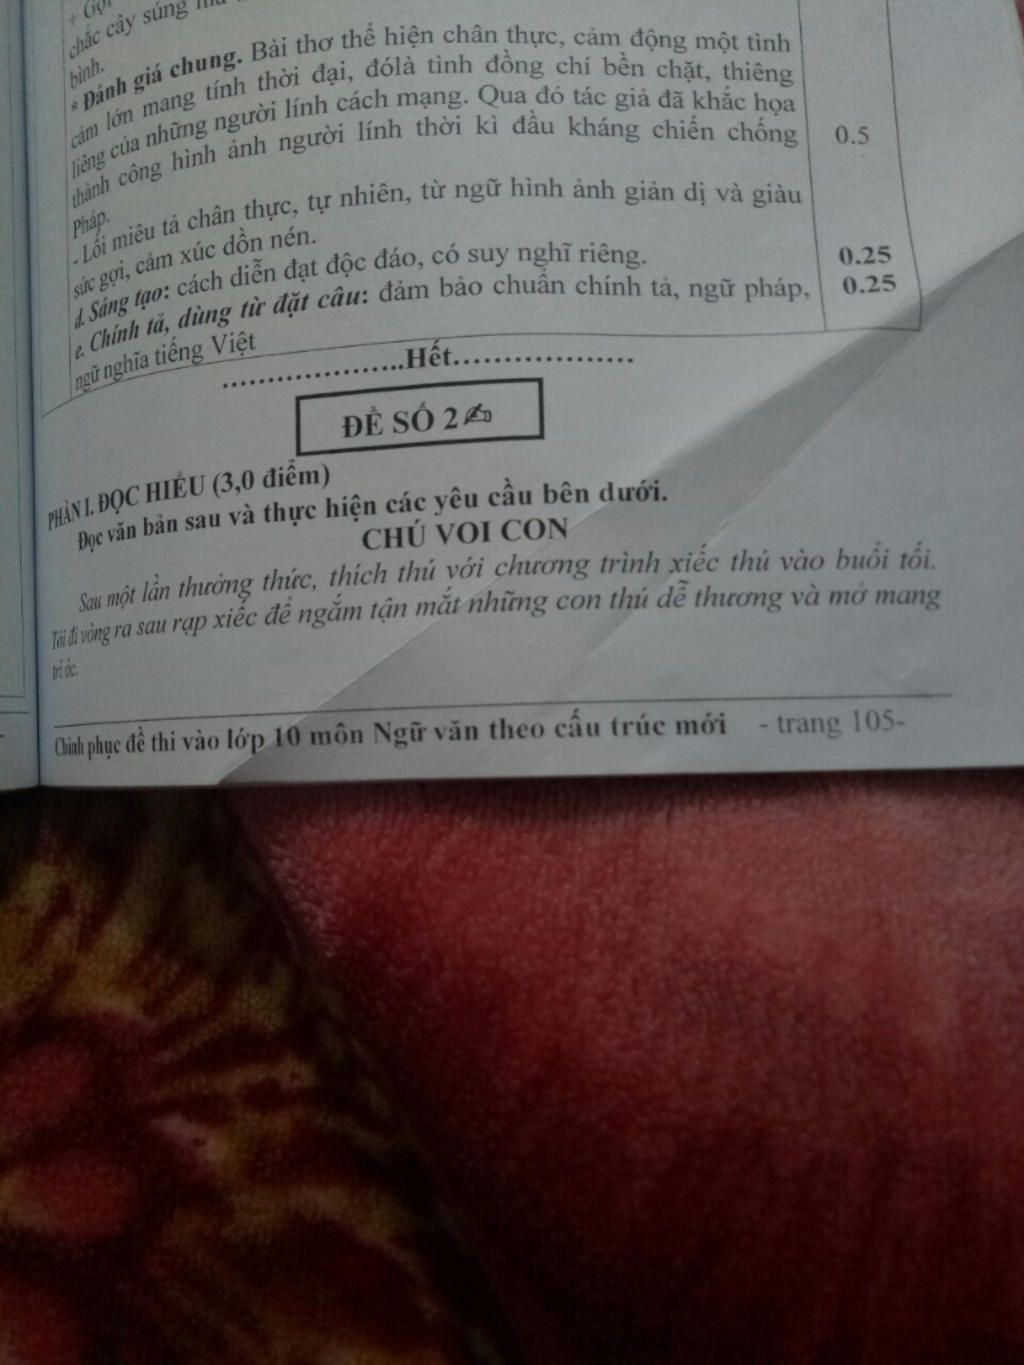 + Gợi
chắc cây súng
bình.
* Đánh giá chung. Bài thơ thể hiện chân thực, cảm động một tình
cảm lớn mang tính thời đại, đólà tình đồng chí bền chặt, thiêng
liêng của những người lính cách mạng. Qua đó tác giả đã khắc họa
thành công hình ảnh người lính thời kì đầu kháng chiến chống 0.5
Pháp.
- Lối miêu tả chân thực, tự nhiên, từ ngữ hình ảnh giản dị và giàu
sức gợi, cảm xúc dồn nén.
d. Sáng tạo: cách diễn đạt độc đáo, có suy nghĩ riêng. 0.25
e. Chính tả, dùng từ đặt câu: đảm bảo chuẩn chính tả, ngữ pháp, 0.25
ngữ nghĩa tiếng Việt
....................Hết..................
ĐỀ SỐ 2✍
PHẦN I. ĐỌC HIỂU (3,0 điểm)
Đọc văn bản sau và thực hiện các yêu cầu bên dưới.
CHÚ VOI CON
Sau một lần thưởng thức, thích thú với chương trình xiếc thú vào buổi tối.
Tôi đi vòng ra sau rạp xiếc để ngắm tận mắt những con thú dễ thương và mở mang
trí óc.
Chinh phục đề thi vào lớp 10 môn Ngữ văn theo cấu trúc mới - trang 105-